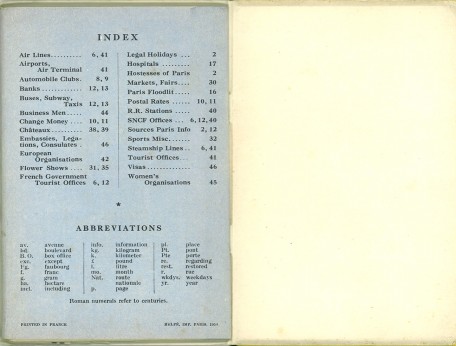 INDEX
Air Lines.......... 6, 41
Airports,
Air Terminal 41
Automobile Clubs. 8, 9
Banks ........... 12, 13
Buses, Subway,
Taxis 12, 13
Business Men..... 44
Change Money .... 10, 11
Châteaux........ 38, 39
Embassies, Lega-
tions, Consulates . 46
European
Organisations 42
Flower Shows .... 31, 35
French Government
Tourist Offices 6, 12
Legal Holidays ... 2
Hospitals .......... 17
Hostesses of Paris 2
Markets, Fairs.... 30
Paris Floodlit..... 16
Postal Rates ...... 10, 11
R.R. Stations ..... 40
SNCF Offices ... 6, 12, 40
Sources Paris Info 2, 12
Sports Misc....... 32
Steamship Lines .. 6, 41
Tourist Offices... 41
Visas ............. 46
Women's
Organisations 45
★
ABBREVIATIONS
av. avenue
bd. boulevard
B. O. box office
exc. except
Fg. faubourg
f. franc
g. gram
ha. hectare
incl. including
info. information
kg. kilogram
k. kilometer
l. litre
mo. month
Nat. route
nationale
p. page
pl. place
Pt. pont
Pte porte
re. regarding
rest. restored
r. rue
wkdys: weekdays
yr. year
Roman numerals refer to centuries.
PRINTED IN FRANCE
IMP. PARIS